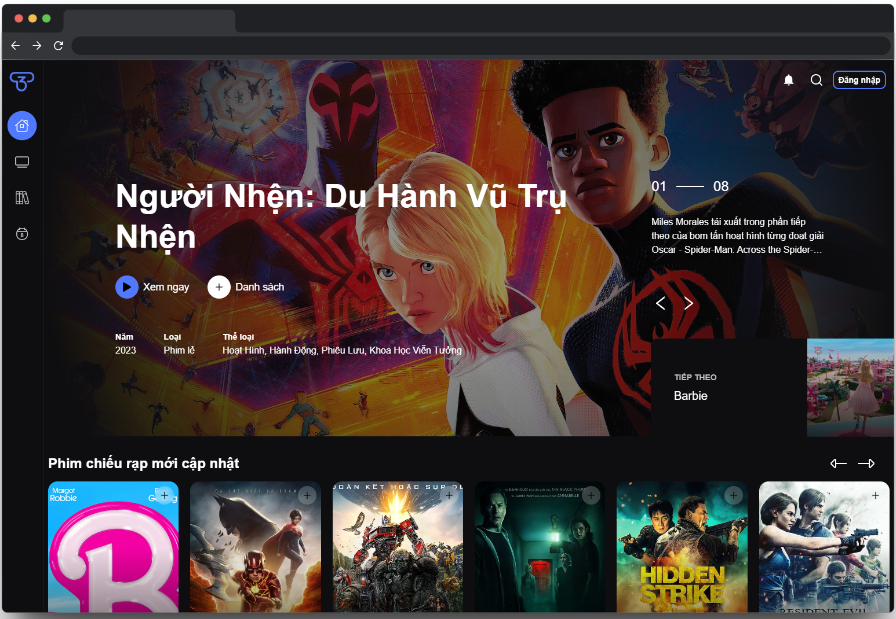 Đăng nhập
Người Nhện: Du Hành Vũ Trụ
Nhện
01
08
Miles Morales tái xuất trong phần tiếp
theo của bom tấn hoạt hình từng đoạt giải
Oscar - Spider-Man: Across the Spider-...
Xem ngay
Danh sách
Năm
Loại
Thể loại
2023
Phim lẻ
Hoạt Hình, Hành Động, Phiêu Lưu, Khoa Học Viễn Tưởng
TIẾP THEO
Barbie
Phim chiếu rạp mới cập nhật
Margot
Robbie
B
HIDDEN
STRIKE
RESIDENT EVIL